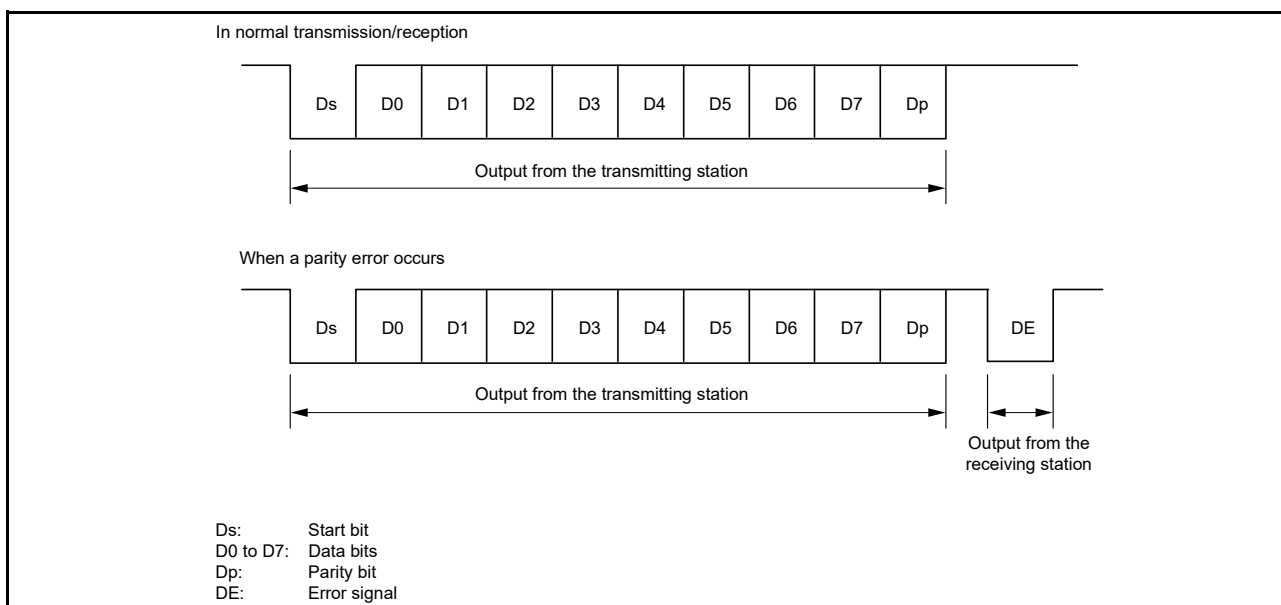 In normal transmission/reception
Ds D0 D1 D2 D3 D4 D5 D6 D7 Dp
Output from the transmitting station
When a parity error occurs
Ds D0 D1 D2 D3 D4 D5 D6 D7 Dp DE
Output from the transmitting station
Output from the
receiving station
Ds: Start bit
D0 to D7: Data bits
Dp: Parity bit
DE: Error signal